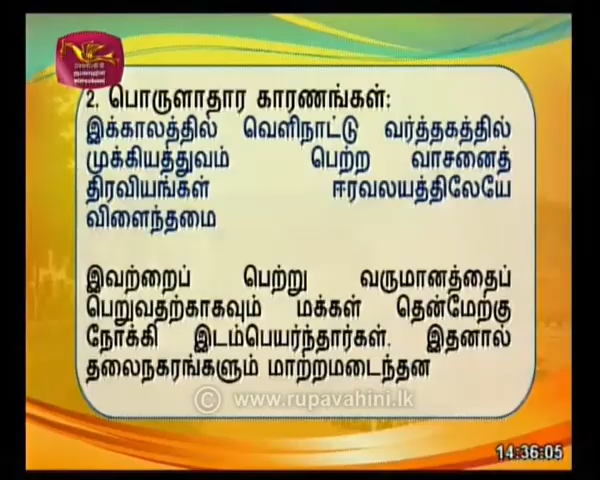 2. பொருளாதார காரணங்கள்:
இக்காலத்தில் வெளிநாட்டு வர்த்தகத்தில்
முக்கியத்துவம் பெற்ற வாசனைத்
திரவியங்கள் ஈரவலயத்திலேயே
விளைந்தமை
இவற்றைப் பெற்று வருமானத்தைப்
பெறுவதற்காகவும் மக்கள் தென்மேற்கு
நோக்கி இடம்பெயர்ந்தார்கள். இதனால்
தலைநகரங்களும் மாற்றமடைந்தன
© www.rupavahini.lk
14:36:05